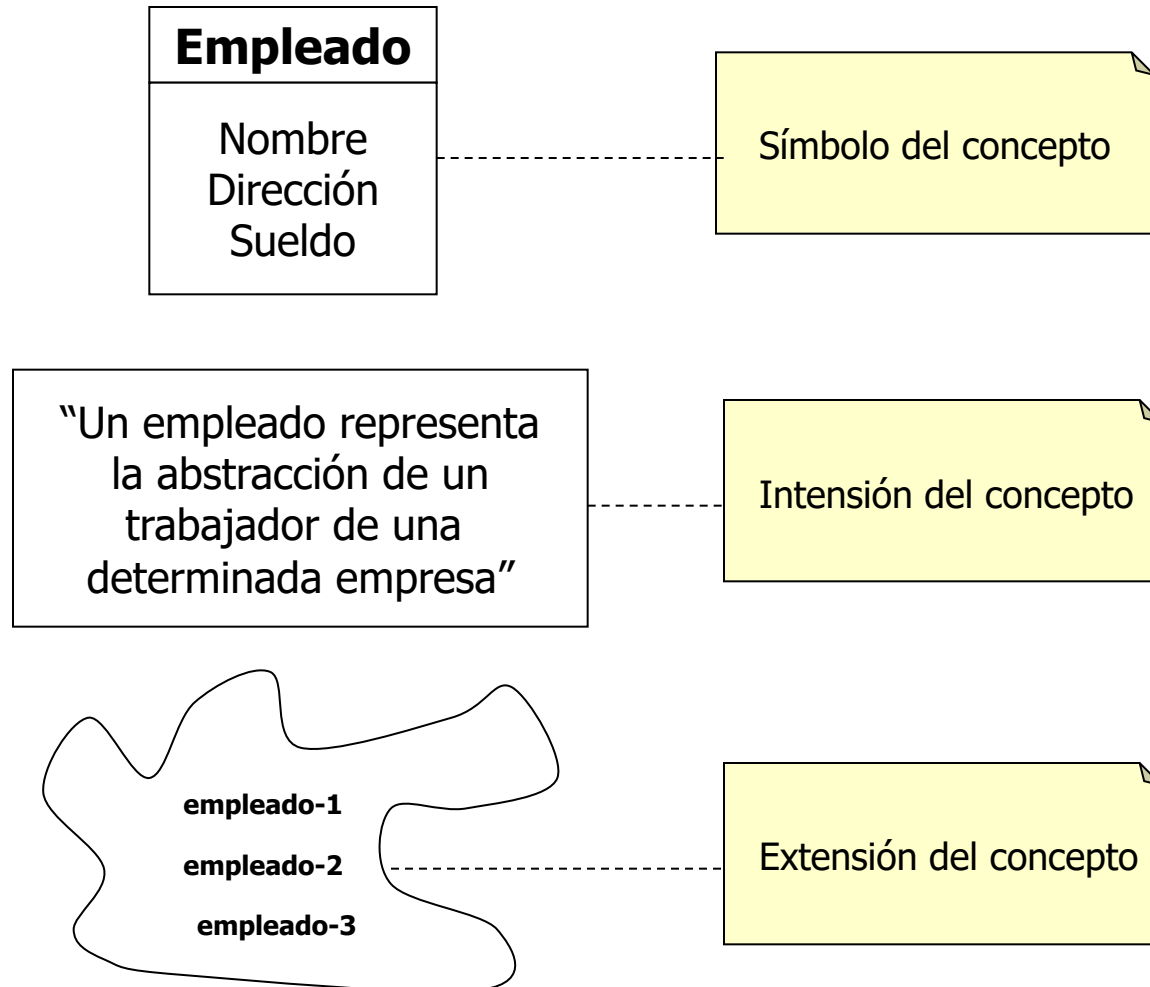 Empleado
Nombre
Dirección
Sueldo
Símbolo del concepto
“Un empleado representa
la abstracción de un
trabajador de una
determinada empresa”
Intensión del concepto
empleado-1
empleado-2
empleado-3
Extensión del concepto